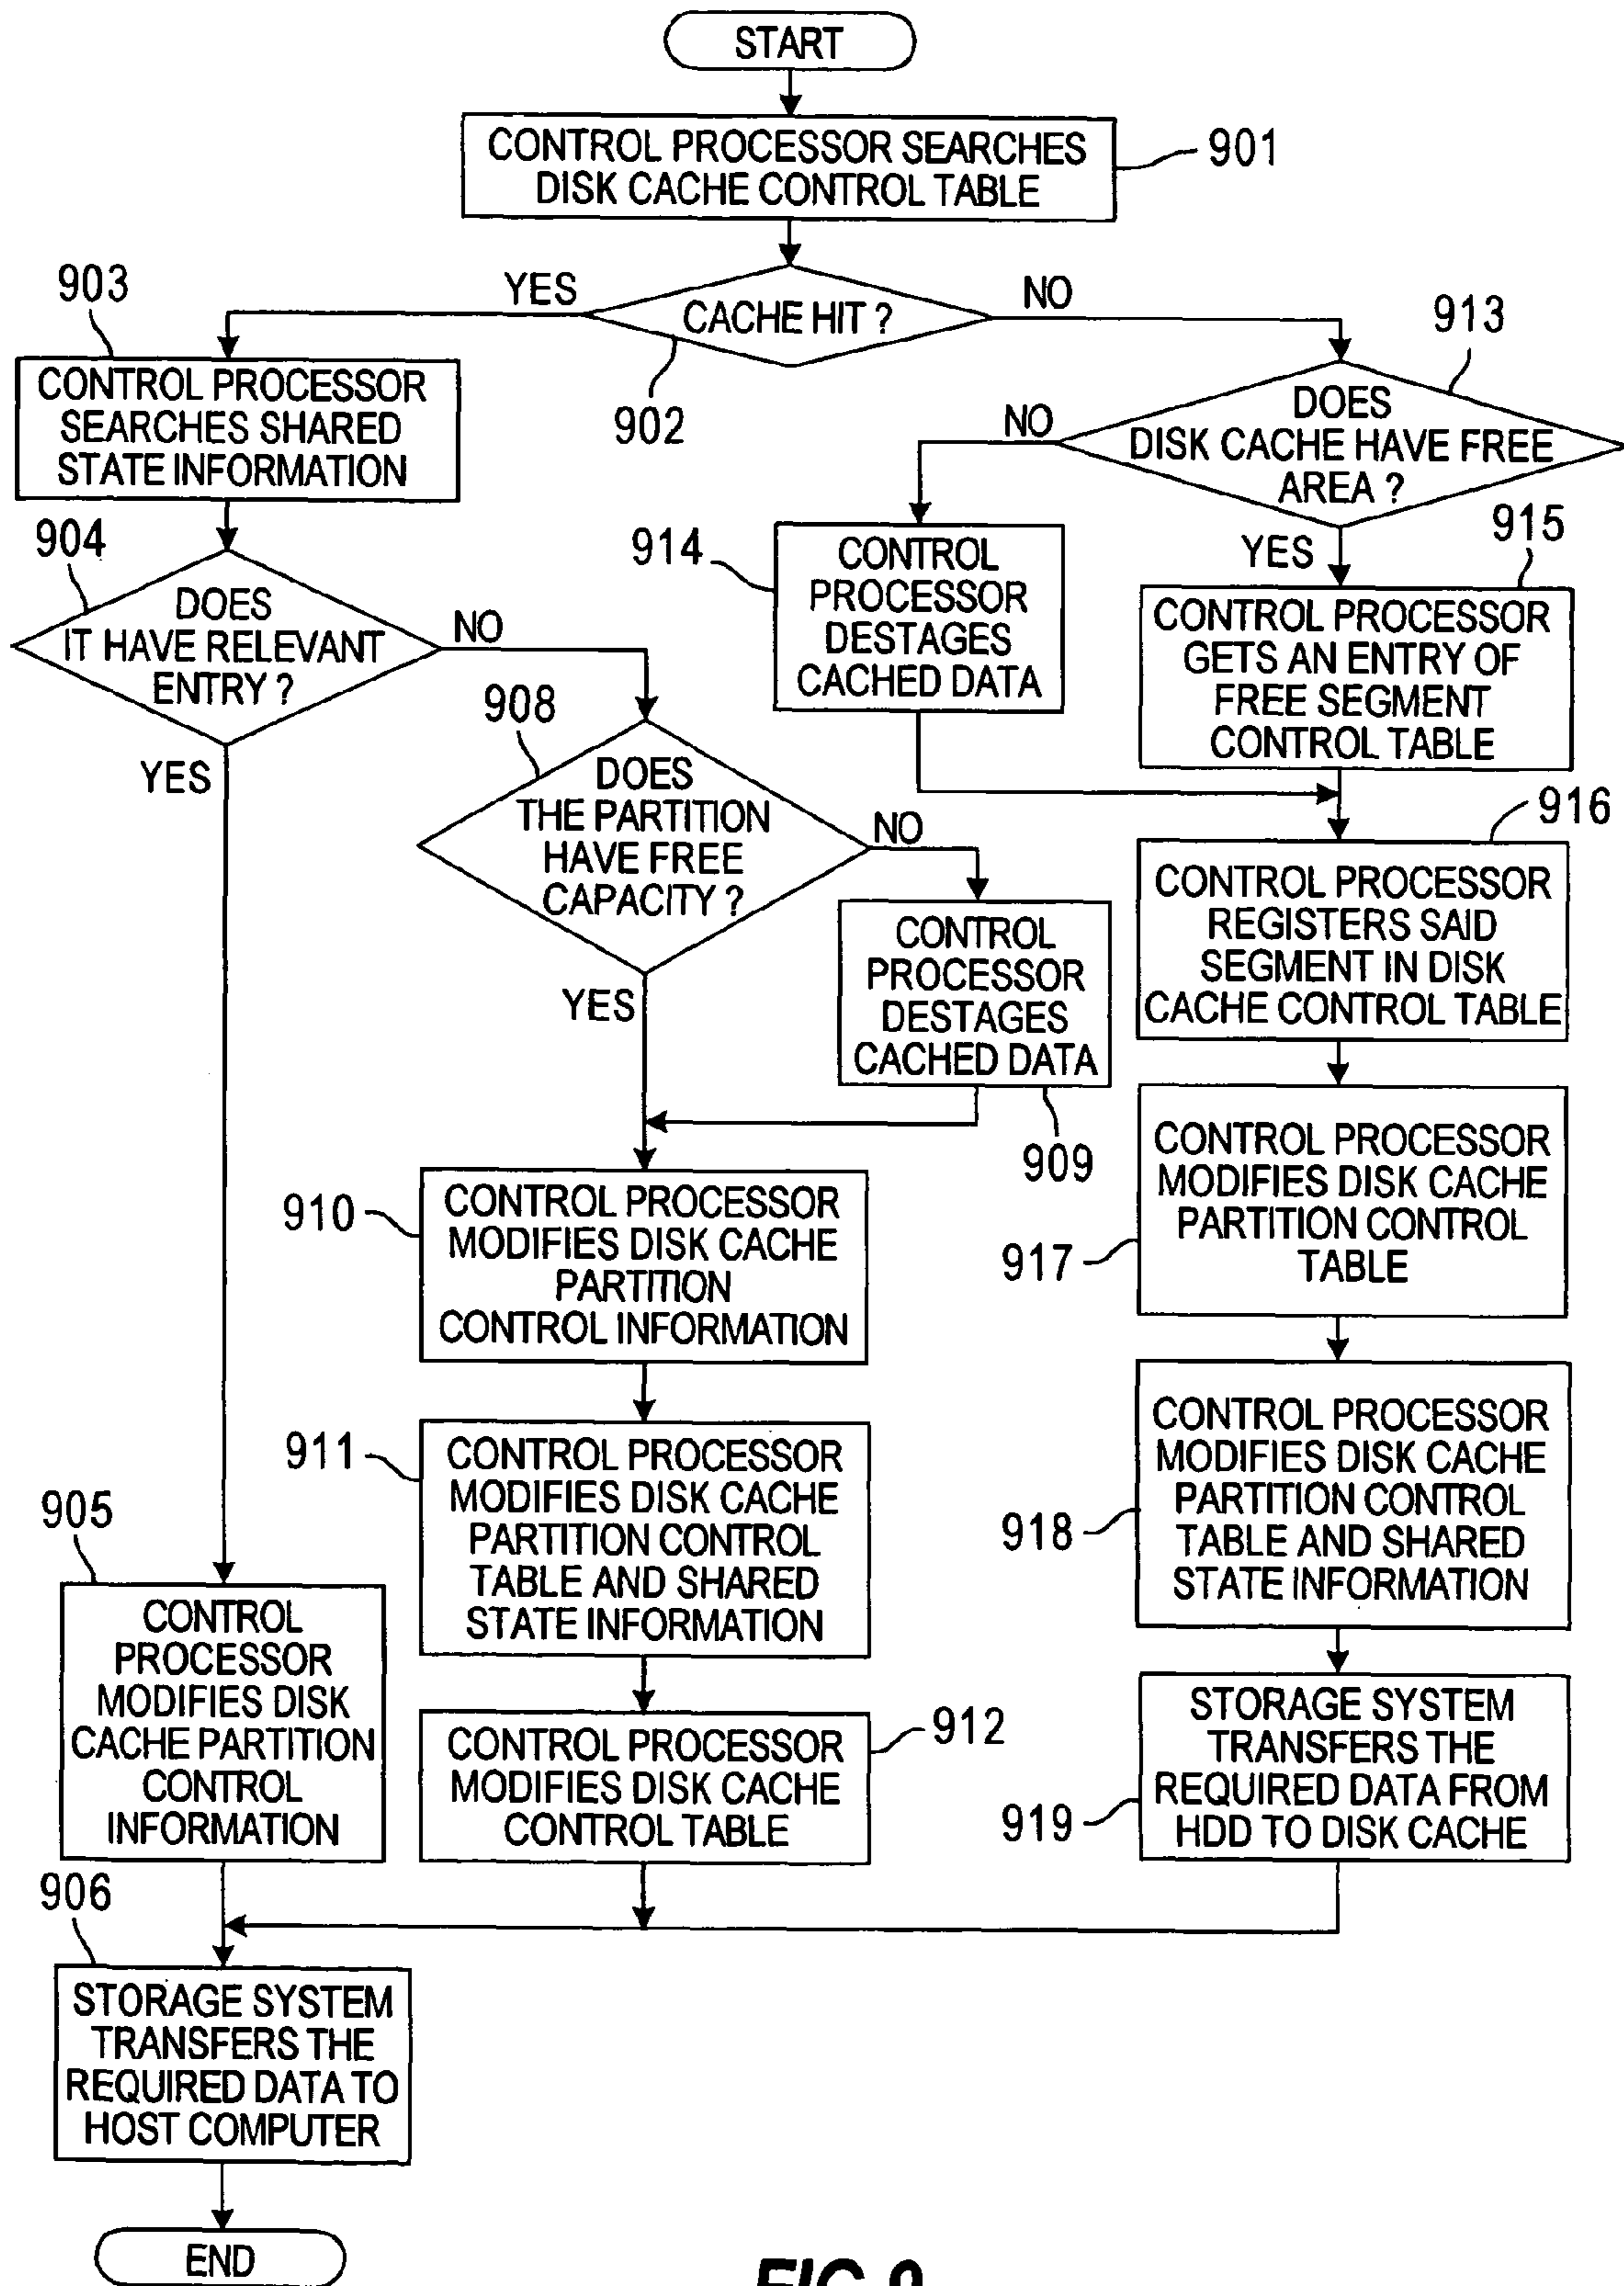 START
CONTROL PROCESSOR SEARCHES
DISK CACHE CONTROL TABLE
901
CACHE HIT ?
902
YES
NO
903
CONTROL PROCESSOR
SEARCHES SHARED
STATE INFORMATION
904
DOES
IT HAVE RELEVANT
ENTRY ?
YES
NO
908
DOES
THE PARTITION
HAVE FREE
CAPACITY ?
YES
NO
CONTROL
PROCESSOR
DESTAGES
CACHED DATA
909
910
CONTROL PROCESSOR
MODIFIES DISK CACHE
PARTITION
CONTROL INFORMATION
911
CONTROL PROCESSOR
MODIFIES DISK CACHE
PARTITION CONTROL
TABLE AND SHARED
STATE INFORMATION
912
CONTROL PROCESSOR
MODIFIES DISK CACHE
CONTROL TABLE
913
DOES
DISK CACHE HAVE FREE
AREA ?
NO
YES
914
CONTROL
PROCESSOR
DESTAGES
CACHED DATA
915
CONTROL PROCESSOR
GETS AN ENTRY OF
FREE SEGMENT
CONTROL TABLE
916
CONTROL PROCESSOR
REGISTERS SAID
SEGMENT IN DISK
CACHE CONTROL TABLE
917
CONTROL PROCESSOR
MODIFIES DISK CACHE
PARTITION CONTROL
TABLE
918
CONTROL PROCESSOR
MODIFIES DISK CACHE
PARTITION CONTROL
TABLE AND SHARED
STATE INFORMATION
919
STORAGE SYSTEM
TRANSFERS THE
REQUIRED DATA FROM
HDD TO DISK CACHE
905
CONTROL
PROCESSOR
MODIFIES DISK
CACHE PARTITION
CONTROL
INFORMATION
906
STORAGE SYSTEM
TRANSFERS THE
REQUIRED DATA TO
HOST COMPUTER
END
FIG.9